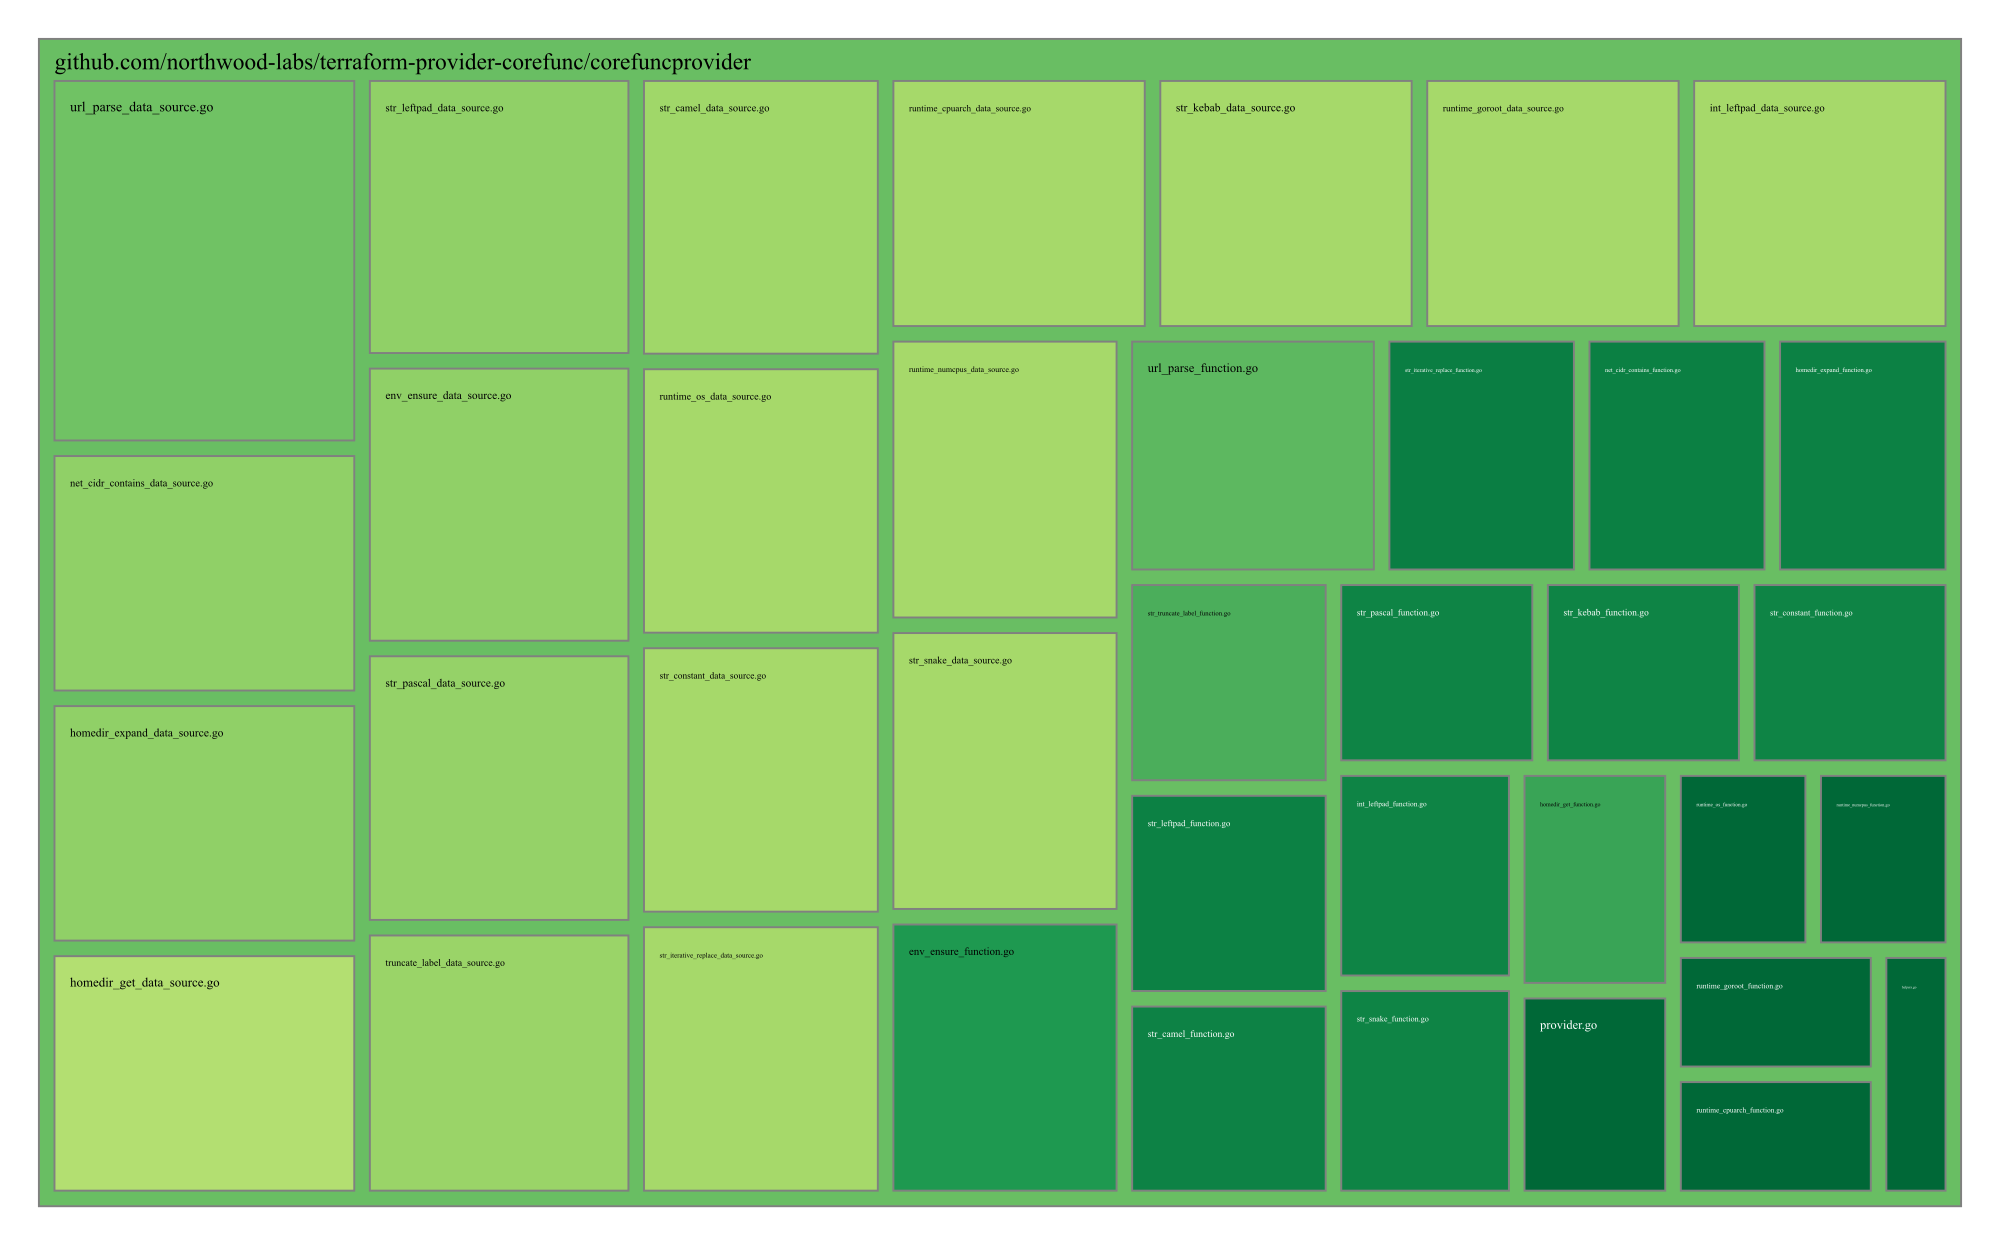 github.com/northwood-labs/terraform-provider-corefunc/corefuncprovider
url_parse_data_source.go
str_leftpad_data_source.go
str_camel_data_source.go
runtime_cpuarch_data_source.go
str_kebab_data_source.go
runtime_goroot_data_source.go
int_leftpad_data_source.go
runtime_numcpus_data_source.go
url_parse_function.go
str_iterative_replace_function.go
net_cidr_contains_function.go
homedir_expand_function.go
env_ensure_data_source.go
runtime_os_data_source.go
net_cidr_contains_data_source.go
str_truncate_label_function.go
str_pascal_function.go
str_kebab_function.go
str_constant_function.go
str_snake_data_source.go
str_pascal_data_source.go
str_constant_data_source.go
homedir_expand_data_source.go
int_leftpad_function.go
homedir_get_function.go
runtime_os_function.go
runtime_numcpus_function.go
str_leftpad_function.go
env_ensure_function.go
truncate_label_data_source.go
str_iterative_replace_data_source.go
homedir_get_data_source.go
runtime_goroot_function.go
str_snake_function.go
provider.go
str_camel_function.go
runtime_cpuarch_function.go